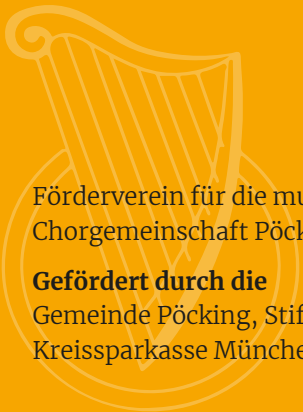 Förderverein für die mu
Chorgemeinschaft Pöck
Gefördert durch die
Gemeinde Pöcking, Stif
Kreissparkasse Münche